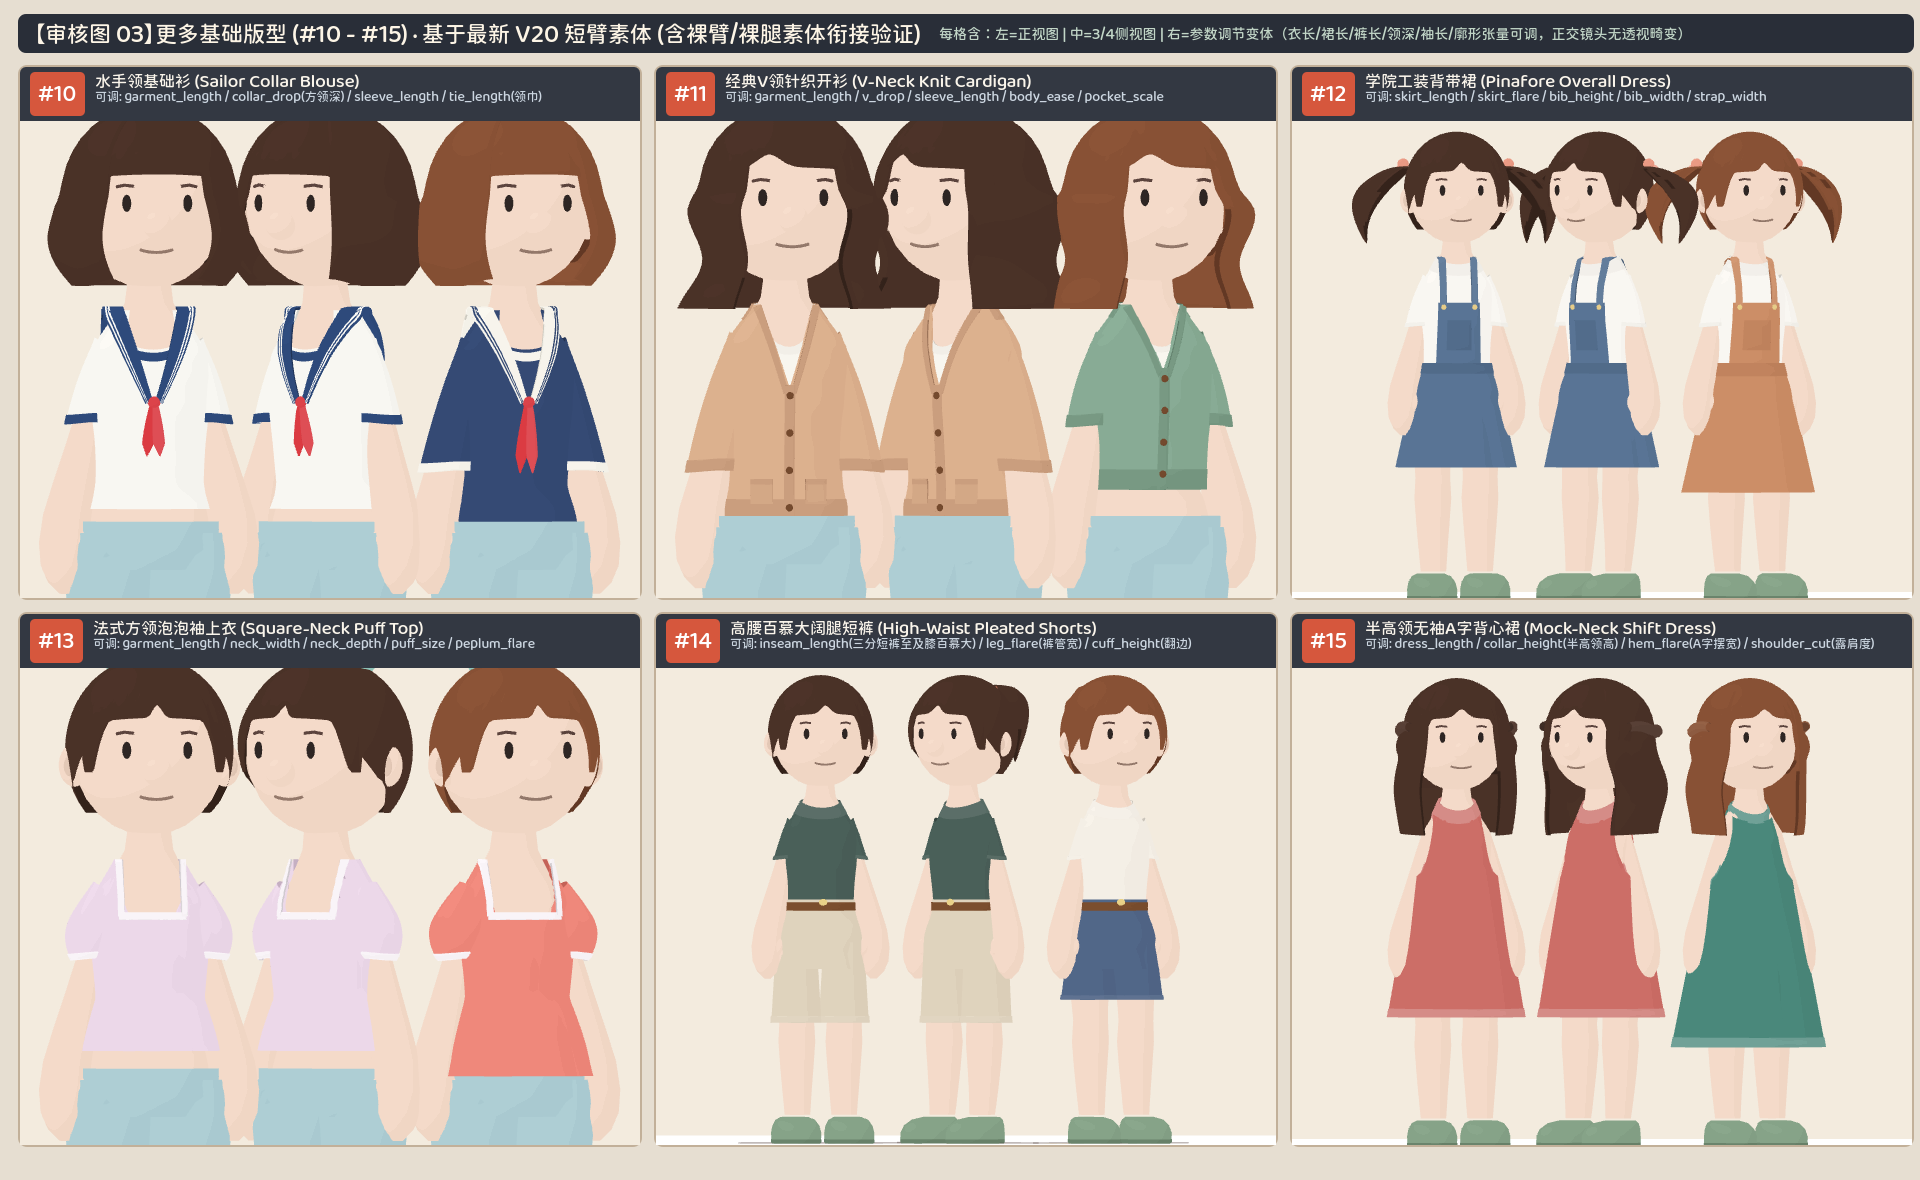 【审核图 03】更多基础版型 (#10 - #15) · 基于最新 V20 短臂素体 (含裸臂/裸腿素体衔接验证)
每格含：左=正视图 | 中=3/4侧视图 | 右=参数调节变体（衣长/裙长/裤长/领深/袖长/廓形张量可调，正交镜头无透视畸变）
#10
水手领基础衫 (Sailor Collar Blouse)
可调: garment_length / collar_drop(方领深) / sleeve_length / tie_length(领巾)
#11
经典V领针织开衫 (V-Neck Knit Cardigan)
可调: garment_length / v_drop / sleeve_length / body_ease / pocket_scale
#12
学院工装背带裙 (Pinafore Overall Dress)
可调: skirt_length / skirt_flare / bib_height / bib_width / strap_width
#13
法式方领泡泡袖上衣 (Square-Neck Puff Top)
可调: garment_length / neck_width / neck_depth / puff_size / peplum_flare
#14
高腰百慕大阔腿短裤 (High-Waist Pleated Shorts)
可调: inseam_length(三分短裤至及膝百慕大) / leg_flare(裤管宽) / cuff_height(翻边)
#15
半高领无袖A字背心裙 (Mock-Neck Shift Dress)
可调: dress_length / collar_height(半高领高) / hem_flare(A字摆宽) / shoulder_cut(露肩度)